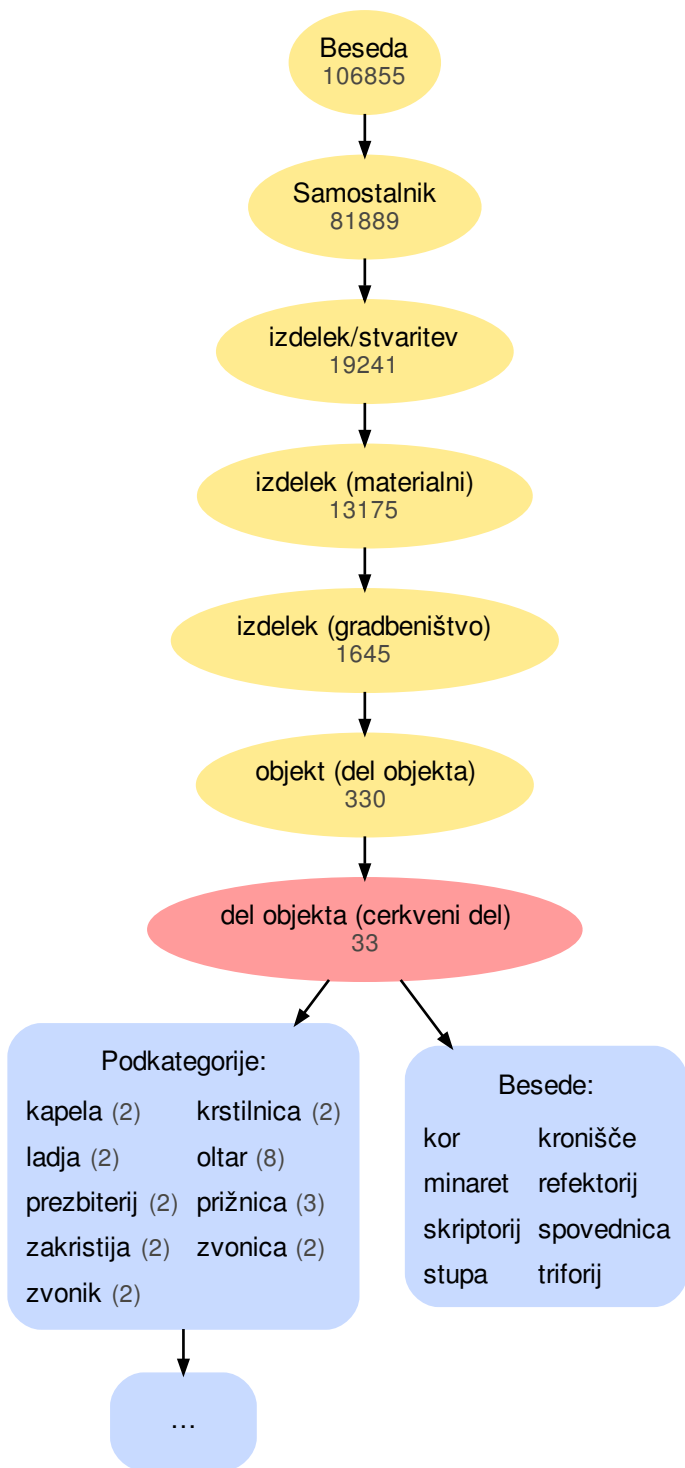 Beseda
106855
Samostalnik
81889
izdelek/stvaritev
19241
izdelek (materialni)
13175
izdelek (gradbeništvo)
1645
objekt (del objekta)
330
del objekta (cerkveni del)
33
Podkategorije:
kapela (2) krstilnica (2)
ladja (2) oltar (8)
prezbiterij (2) prižnica (3)
zakristija (2) zvonica (2)
zvonik (2)
Besede:
kor kronišče
minaret refektorij
skriptorij spovednica
stupa triforij
...